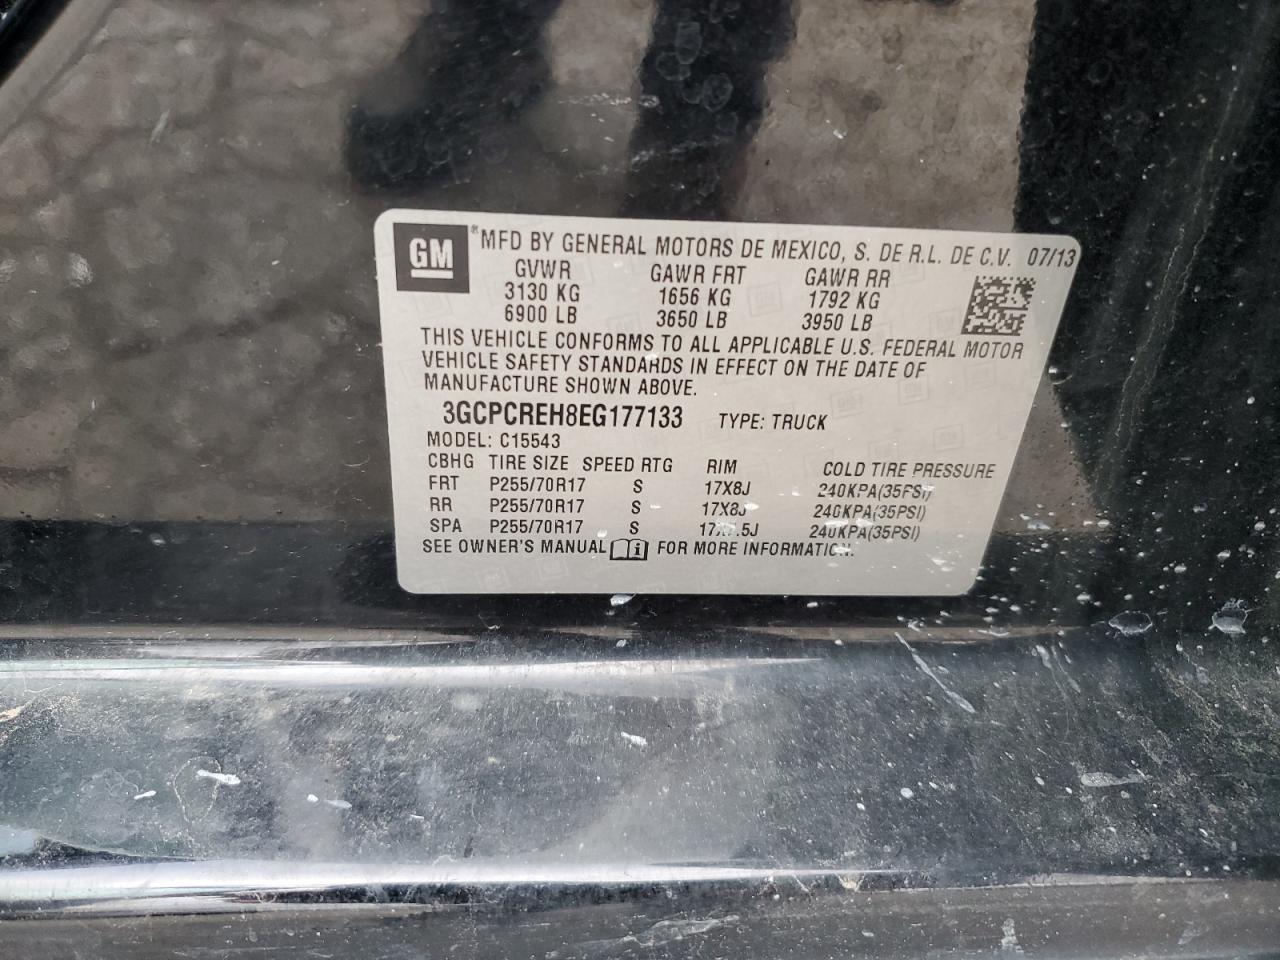 GM ® MFD BY GENERAL MOTORS DE MEXICO, S. DE R.L. DE C.V. 07/13
GVWR GAWR FRT GAWR RR
3130 KG 1656 KG 1792 KG
6900 LB 3650 LB 3950 LB
THIS VEHICLE CONFORMS TO ALL APPLICABLE U.S. FEDERAL MOTOR
VEHICLE SAFETY STANDARDS IN EFFECT ON THE DATE OF
MANUFACTURE SHOWN ABOVE.
3GCPCREH8EG177133 TYPE: TRUCK
MODEL: C15543
CBHG TIRE SIZE SPEED RTG RIM COLD TIRE PRESSURE
FRT P255/70R17 S 17X8J 240KPA(35PSI)
RR P255/70R17 S 17X8J 240KPA(35PSI)
SPA P255/70R17 S 17X7.5J 240KPA(35PSI)
SEE OWNER'S MANUAL i FOR MORE INFORMATION.